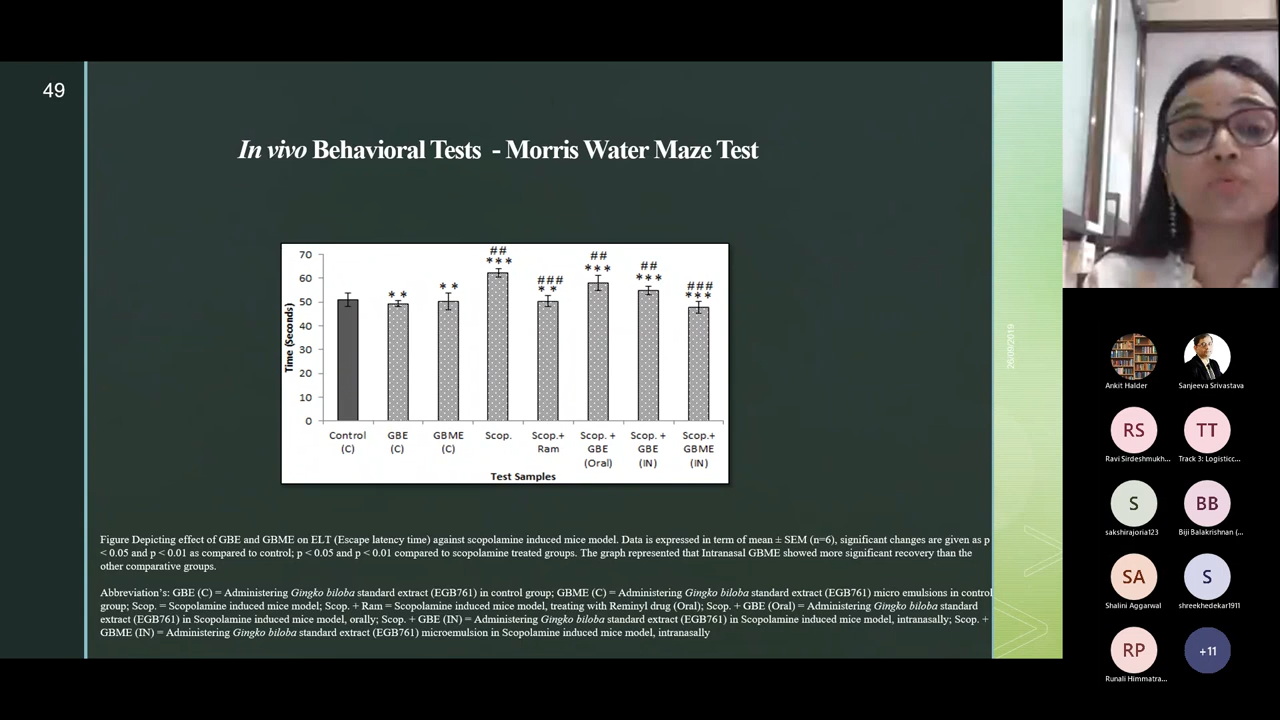 49
In vivo Behavioral Tests - Morris Water Maze Test
70
60
50
40
30
20
10
0
Time (Seconds)
* *
* *
##
***
###
* *
##
***
##
***
###
***
Control
(C)
GBE
(C)
GBME
(C)
Scop.
Scop.+
Ram
Scop. +
GBE
(Oral)
Scop. +
GBE
(IN)
Scop.+
GBME
(IN)
Test Samples
Figure Depicting effect of GBE and GBME on ELT (Escape latency time) against scopolamine induced mice model. Data is expressed in term of mean ± SEM (n=6), significant changes are given as p
< 0.05 and p < 0.01 as compared to control; p < 0.05 and p < 0.01 compared to scopolamine treated groups. The graph represented that Intranasal GBME showed more significant recovery than the
other comparative groups.
Abbreviation's: GBE (C) = Administering Gingko biloba standard extract (EGB761) in control group; GBME (C) = Administering Gingko biloba standard extract (EGB761) micro emulsions in control
group; Scop. = Scopolamine induced mice model; Scop. + Ram = Scopolamine induced mice model, treating with Reminyl drug (Oral); Scop. + GBE (Oral) = Administering Gingko biloba standard
extract (EGB761) in Scopolamine induced mice model, orally; Scop. + GBE (IN) = Administering Gingko biloba standard extract (EGB761) in Scopolamine induced mice model, intranasally; Scop. +
GBME (IN) = Administering Gingko biloba standard extract (EGB761) microemulsion in Scopolamine induced mice model, intranasally
Ankit Halder
Sanjeeva Srivastava
RS
Ravi Sirdeshmukh...
TT
Track 3: Logisticc...
S
sakshirajoria123
BB
Biji Balakrishnan (...
SA
Shalini Aggarwal
S
shreekhedekar1911
RP
Runali Himmatra...
+11